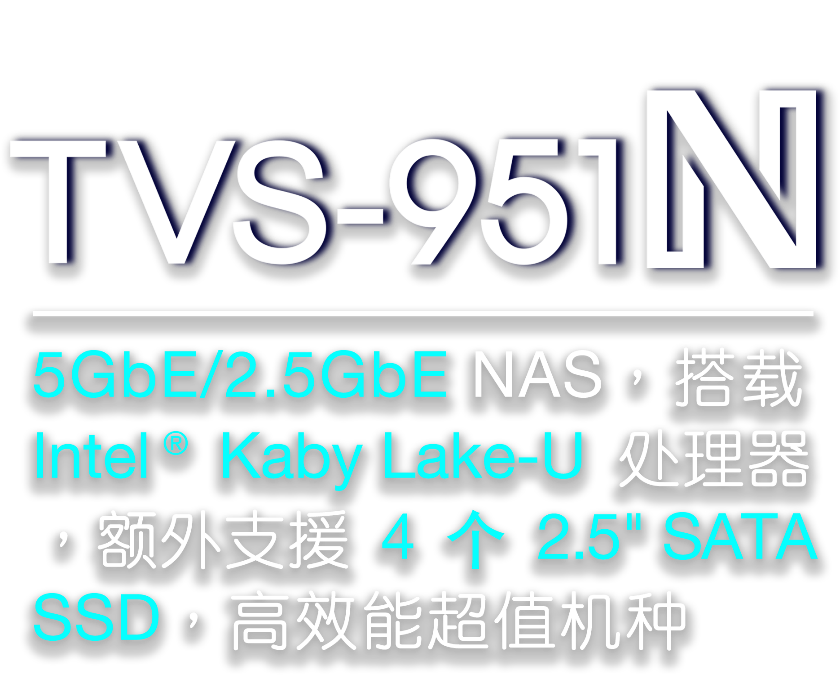 TVS-951N
5GbE/2.5GbE NAS，搭载
Intel® Kaby Lake-U 处理器
，额外支援 4 个 2.5" SATA
SSD，高效能超值机种